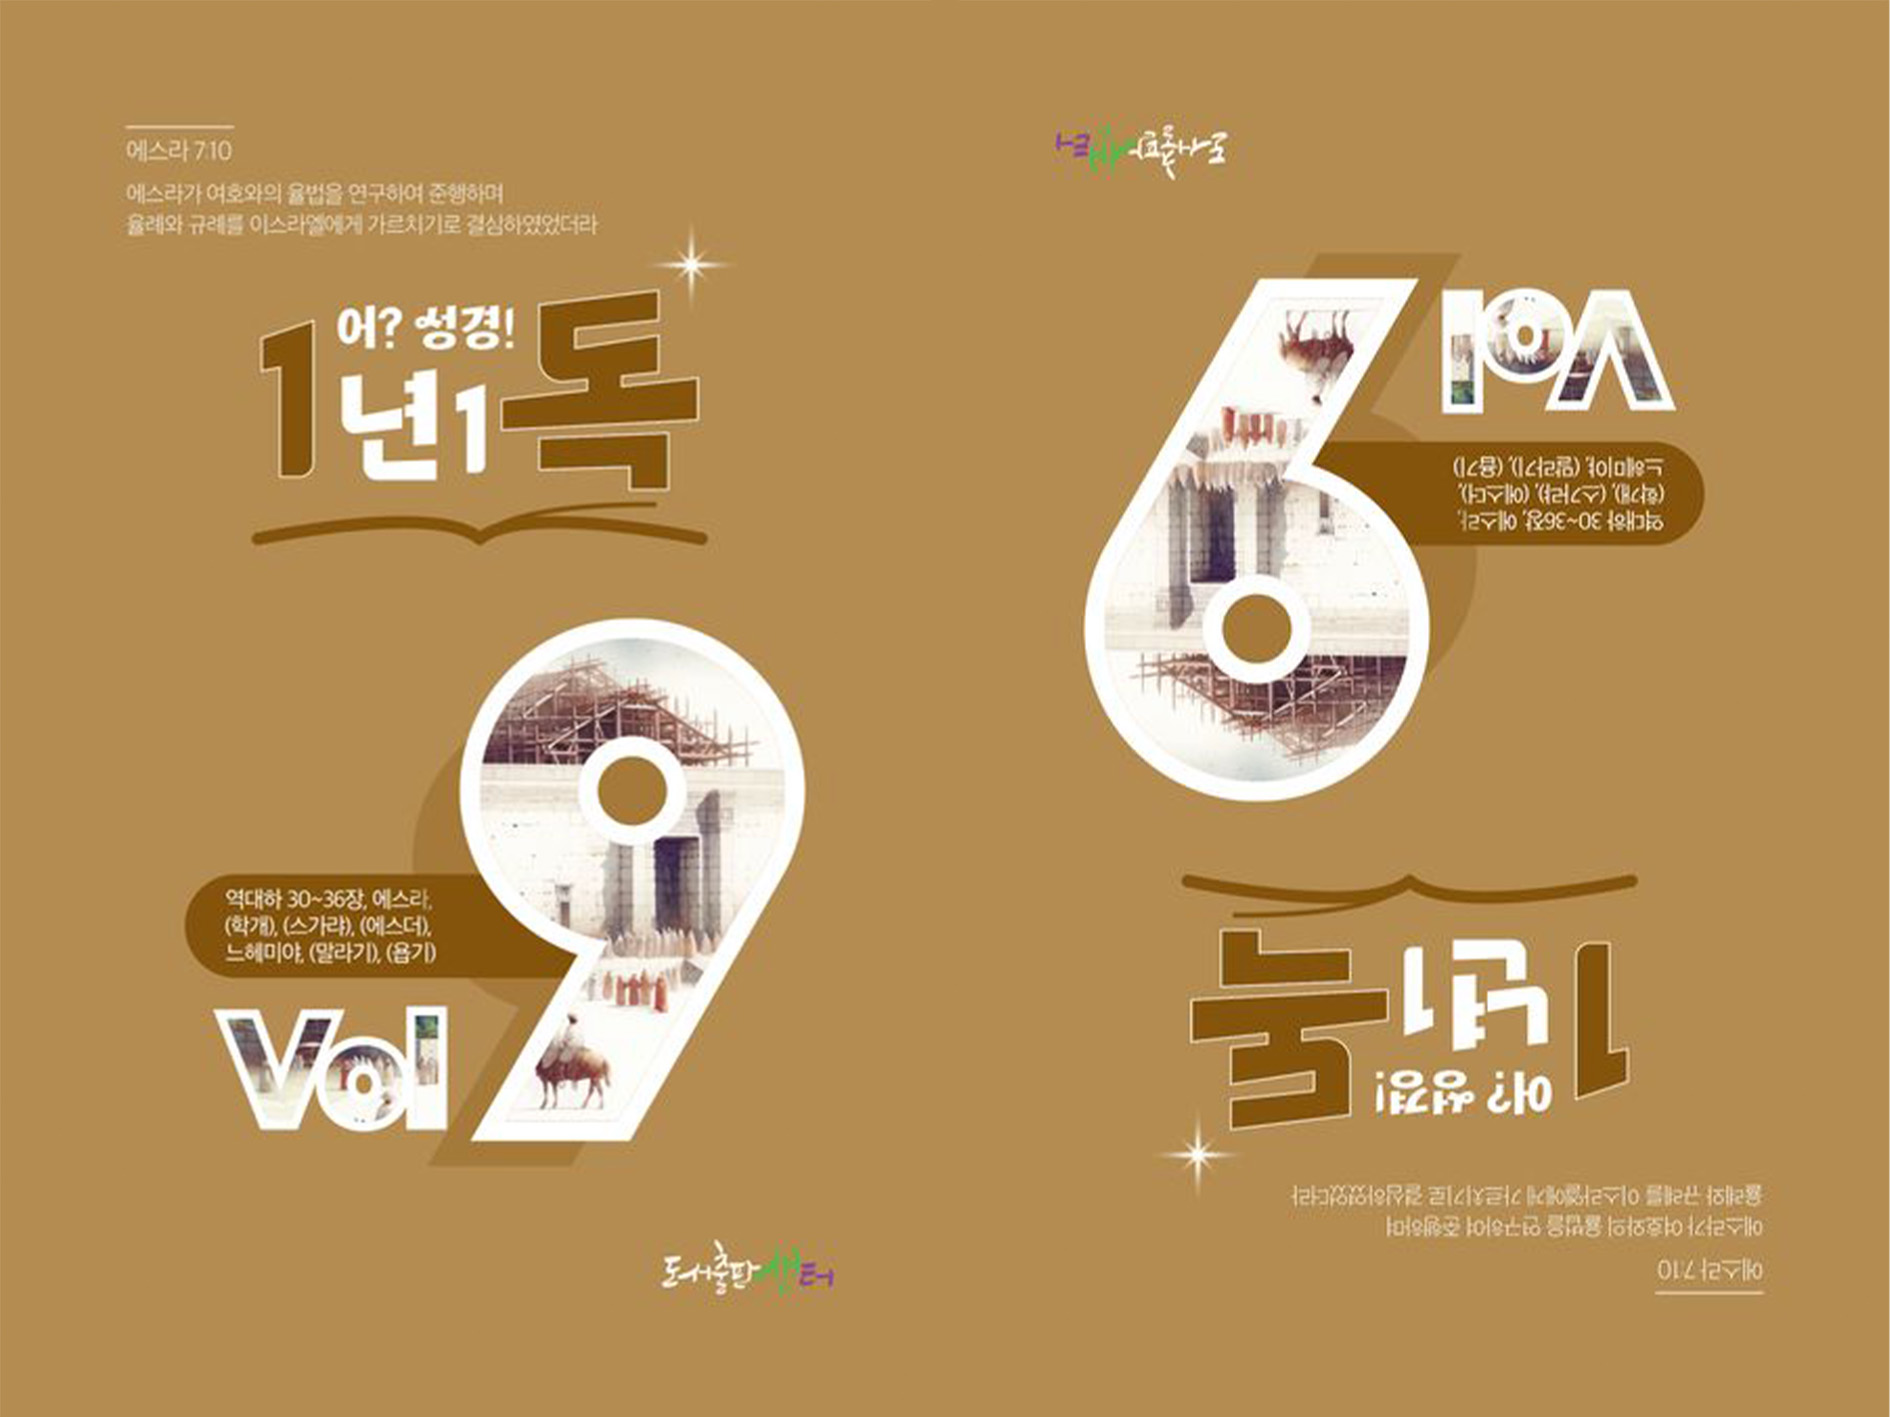 에스라 7:10
에스라가 여호와의 율법을 연구하여 준행하며
율례와 규례를 이스라엘에게 가르치기로 결심하였었더라
어? 성경!
1년1독
역대하 30~36장, 에스라,
(학개), (스가랴), (에스더),
느헤미야, (말라기), (욥기)
Vol 9
도서출판샌터
에스라 7:10
에스라가 여호와의 율법을 연구하여 준행하며
율례와 규례를 이스라엘에게 가르치기로 결심하였었더라
어? 성경!
1년1독
역대하 30~36장, 에스라,
(학개), (스가랴), (에스더),
느헤미야, (말라기), (욥기)
Vol 9
도서출판샌터